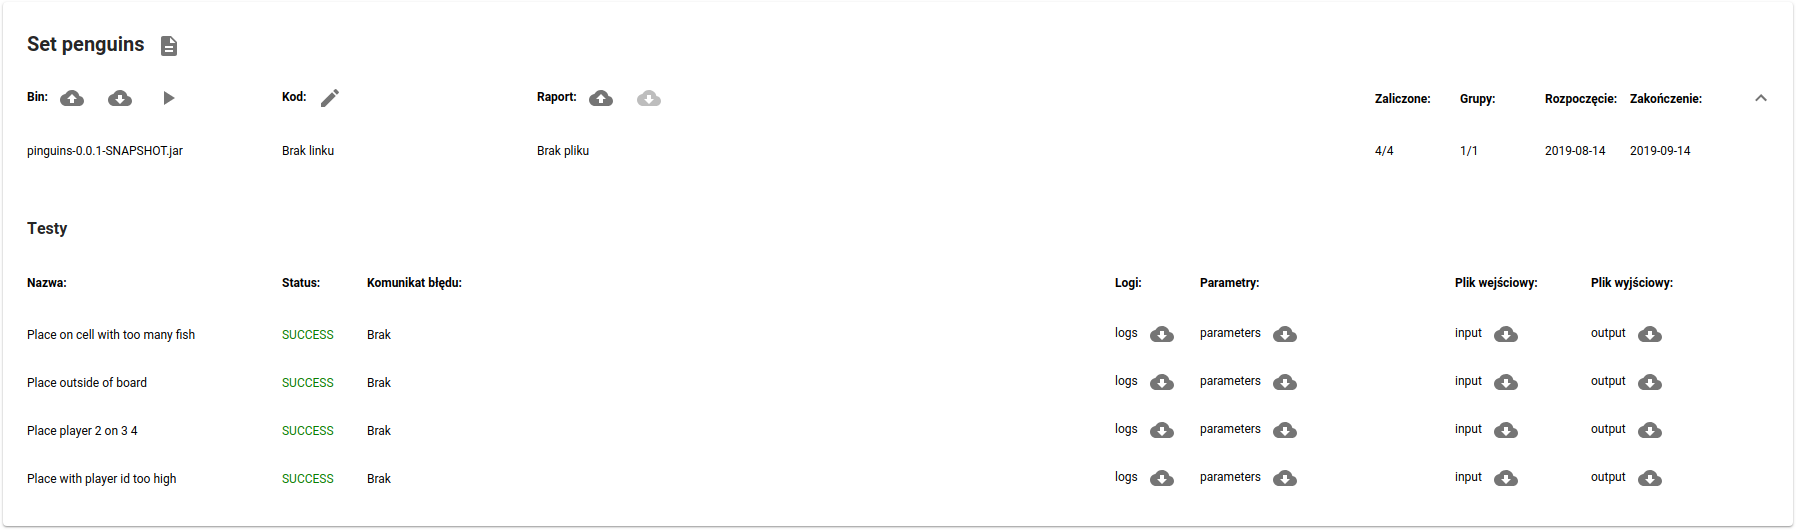 Set penguins
Bin: Kod: Raport: Zaliczone: Grupy: Rozpoczęcie: Zakończenie:
pinguins-0.0.1-SNAPSHOT.jar Brak linku Brak pliku 4/4 1/1 2019-08-14 2019-09-14
Testy
Nazwa: Status: Komunikat błędu: Logi: Parametry: Plik wejściowy: Plik wyjściowy:
Place on cell with too many fish SUCCESS Brak logs parameters input output
Place outside of board SUCCESS Brak logs parameters input output
Place player 2 on 3 4 SUCCESS Brak logs parameters input output
Place with player id too high SUCCESS Brak logs parameters input output